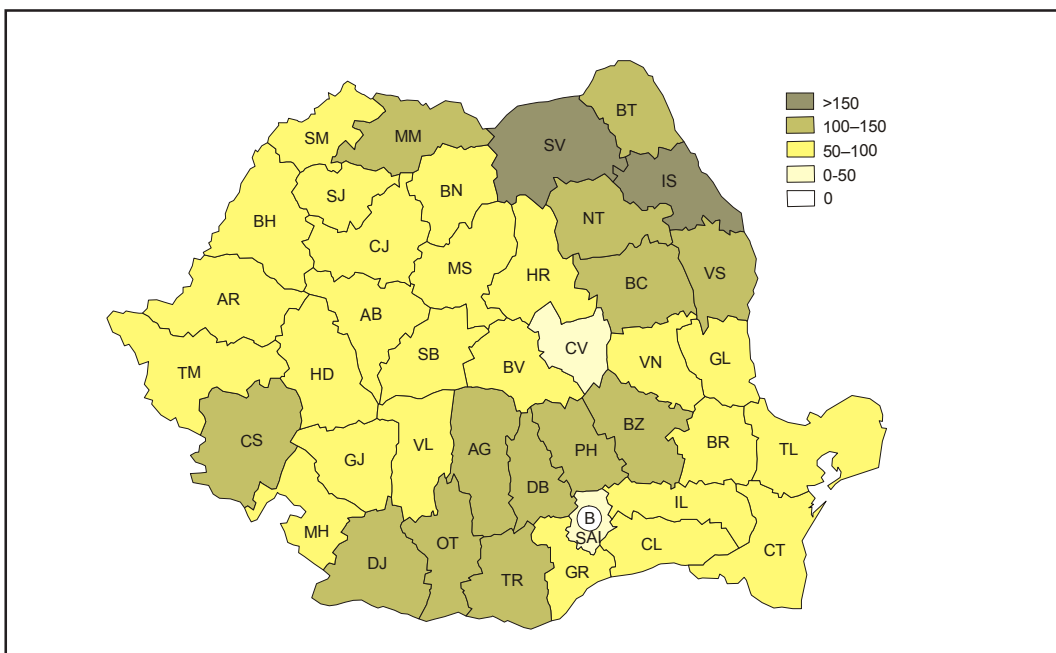 BT
>150
100–150
50–100
0-50
0
SM
MM
SV
IS
SJ
BN
NT
BH
CJ
MS
HR
BC
VS
AR
AB
SB
BV
CV
VN
GL
TM
HD
CS
GJ
VL
AG
DB
PH
BZ
BR
TL
MH
DJ
OT
TR
GR
B
SAI
IL
CL
CT